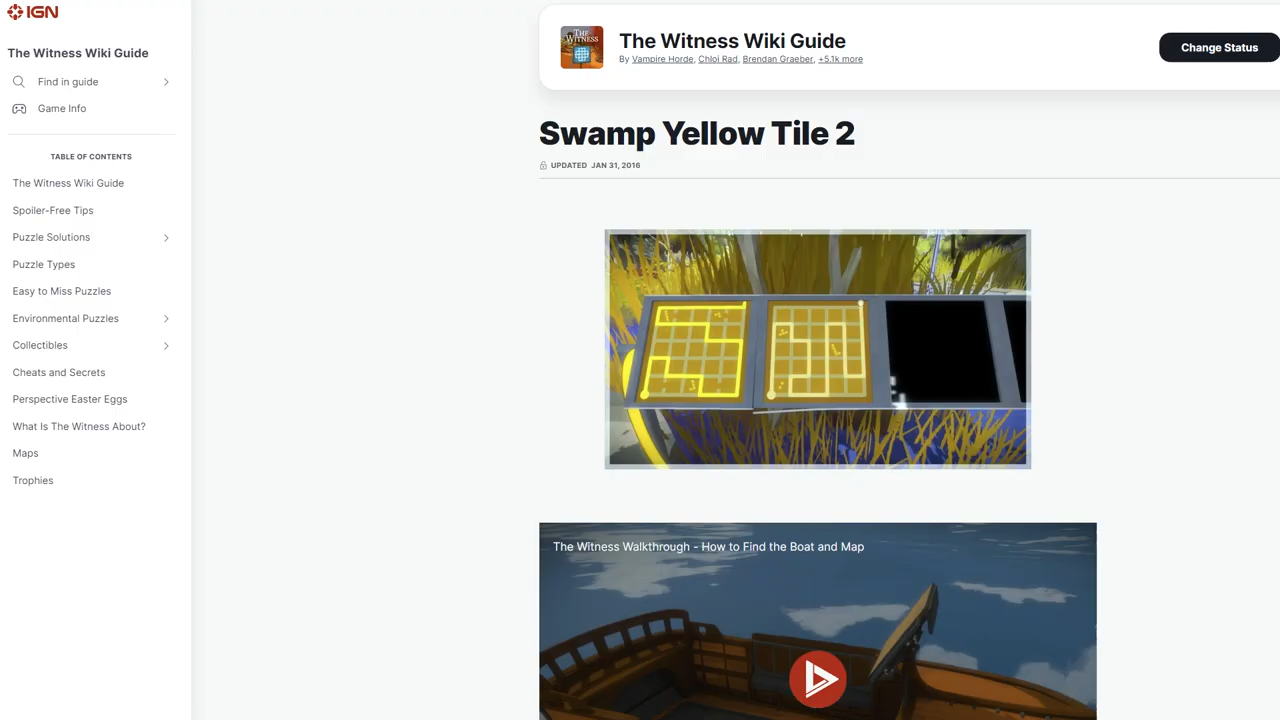 IGN
The Witness Wiki Guide
Find in guide
Game Info
TABLE OF CONTENTS
The Witness Wiki Guide
Spoiler-Free Tips
Puzzle Solutions
Puzzle Types
Easy to Miss Puzzles
Environmental Puzzles
Collectibles
Cheats and Secrets
Perspective Easter Eggs
What Is The Witness About?
Maps
Trophies
THE WITNESS
The Witness Wiki Guide
By Vampire Horde, Chloi Rad, Brendan Graeber, +5.1k more
Change Status
Swamp Yellow Tile 2
UPDATED JAN 31, 2016
The Witness Walkthrough - How to Find the Boat and Map